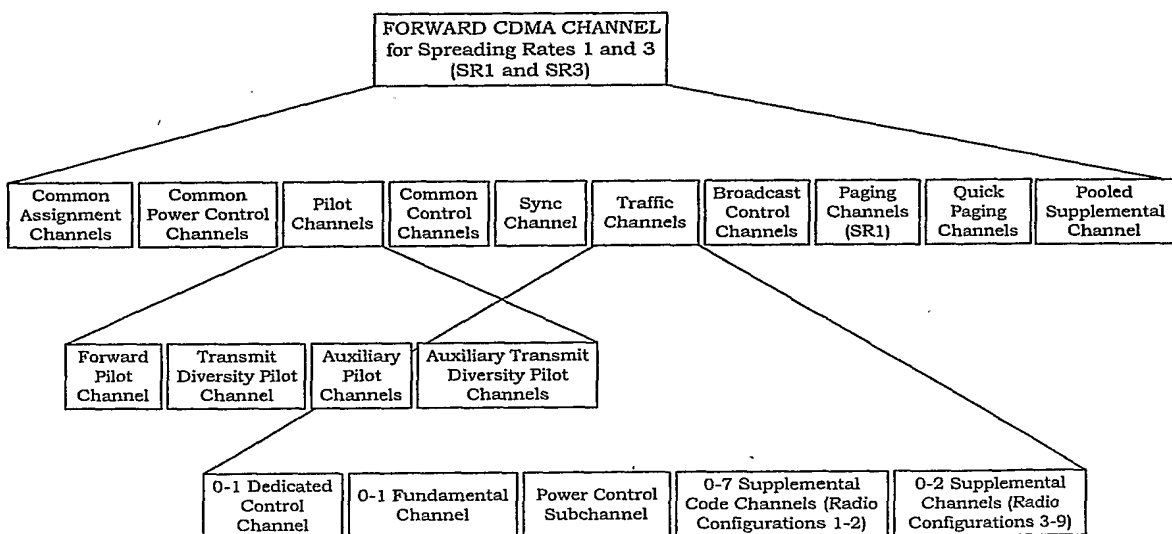 FORWARD CDMA CHANNEL
for Spreading Rates 1 and 3
(SR1 and SR3)
Common
Assignment
Channels
Common
Power Control
Channels
Pilot
Channels
Common
Control
Channels
Sync
Channel
Traffic
Channels
Broadcast
Control
Channels
Paging
Channels
(SR1)
Quick
Paging
Channels
Pooled
Supplemental
Channel
Forward
Pilot
Channel
Transmit
Diversity Pilot
Channel
Auxiliary
Pilot
Channels
Auxiliary Transmit
Diversity Pilot
Channels
0-1 Dedicated
Control
Channel
0-1 Fundamental
Channel
Power Control
Subchannel
0-7 Supplemental
Code Channels (Radio
Configurations 1-2)
0-2 Supplemental
Channels (Radio
Configurations 3-9)